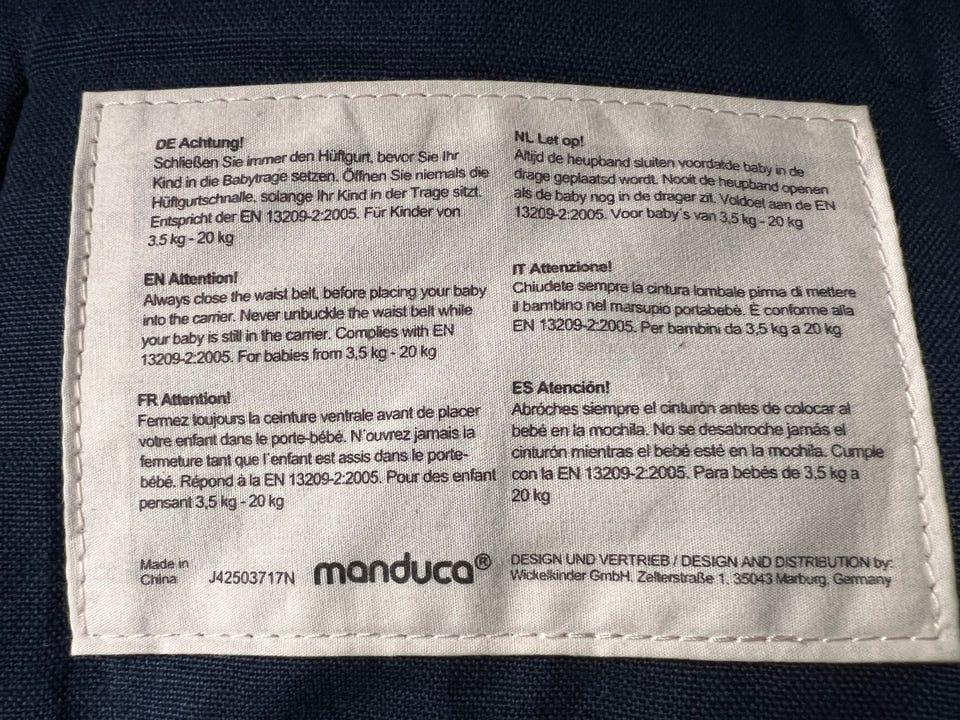 DE Achtung!
Schließen Sie immer den Hüftgurt, bevor Sie Ihr
Kind in die Babytrage setzen. Öffnen Sie niemals die
Hüftgurtschnalle, solange Ihr Kind in der Trage sitzt.
Entspricht der EN 13209-2:2005. Für Kinder von
3,5 kg - 20 kg
EN Attention!
Always close the waist belt, before placing your baby
into the carrier. Never unbuckle the waist belt while
your baby is still in the carrier. Complies with EN
13209-2:2005. For babies from 3,5 kg - 20 kg
FR Attention!
Fermez toujours la ceinture ventrale avant de placer
votre enfant dans le porte-bébé. N'ouvrez jamais la
fermeture tant que l'enfant est assis dans le porte-
bébé. Répond à la EN 13209-2:2005. Pour des enfant
pensant 3,5 kg - 20 kg
NL Let op!
Altijd de heupband sluiten voordatde baby in de
drage geplaatsd wordt. Nooit de heupband openen
als de baby nog in de drager zit. Voldoet aan de EN
13209-2:2005. Voor baby's van 3,5 kg - 20 kg
IT Attenzione!
Chiudete sempre la cintura lombale pirma di mettere
il bambino nel marsupio portabebé. È conforme alla
EN 13209-2:2005. Per bambini da 3,5 kg a 20 kg
ES Atención!
Abróches siempre el cinturón antes de colocar al
bebé en la mochila. No se desabroche jamás el
cinturón mientras el bebé esté en la mochila. Cumple
con la EN 13209-2:2005. Para bebés de 3,5 kg a
20 kg
Made in
China
J42503717N
manduca®
DESIGN UND VERTRIEB / DESIGN AND DISTRIBUTION by:
Wickelkinder GmbH, Zelterstraße 1, 35043 Marburg, Germany